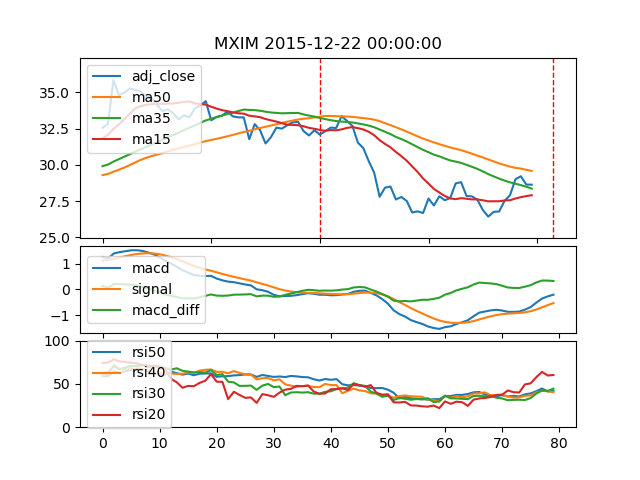 MXIM 2015-12-22 00:00:00
35.0
32.5
30.0
27.5
25.0
adj_close
ma50
ma35
ma15
1
0
−1
macd
signal
macd_diff
100
50
0
rsi50
rsi40
rsi30
rsi20
0 10 20 30 40 50 60 70 80